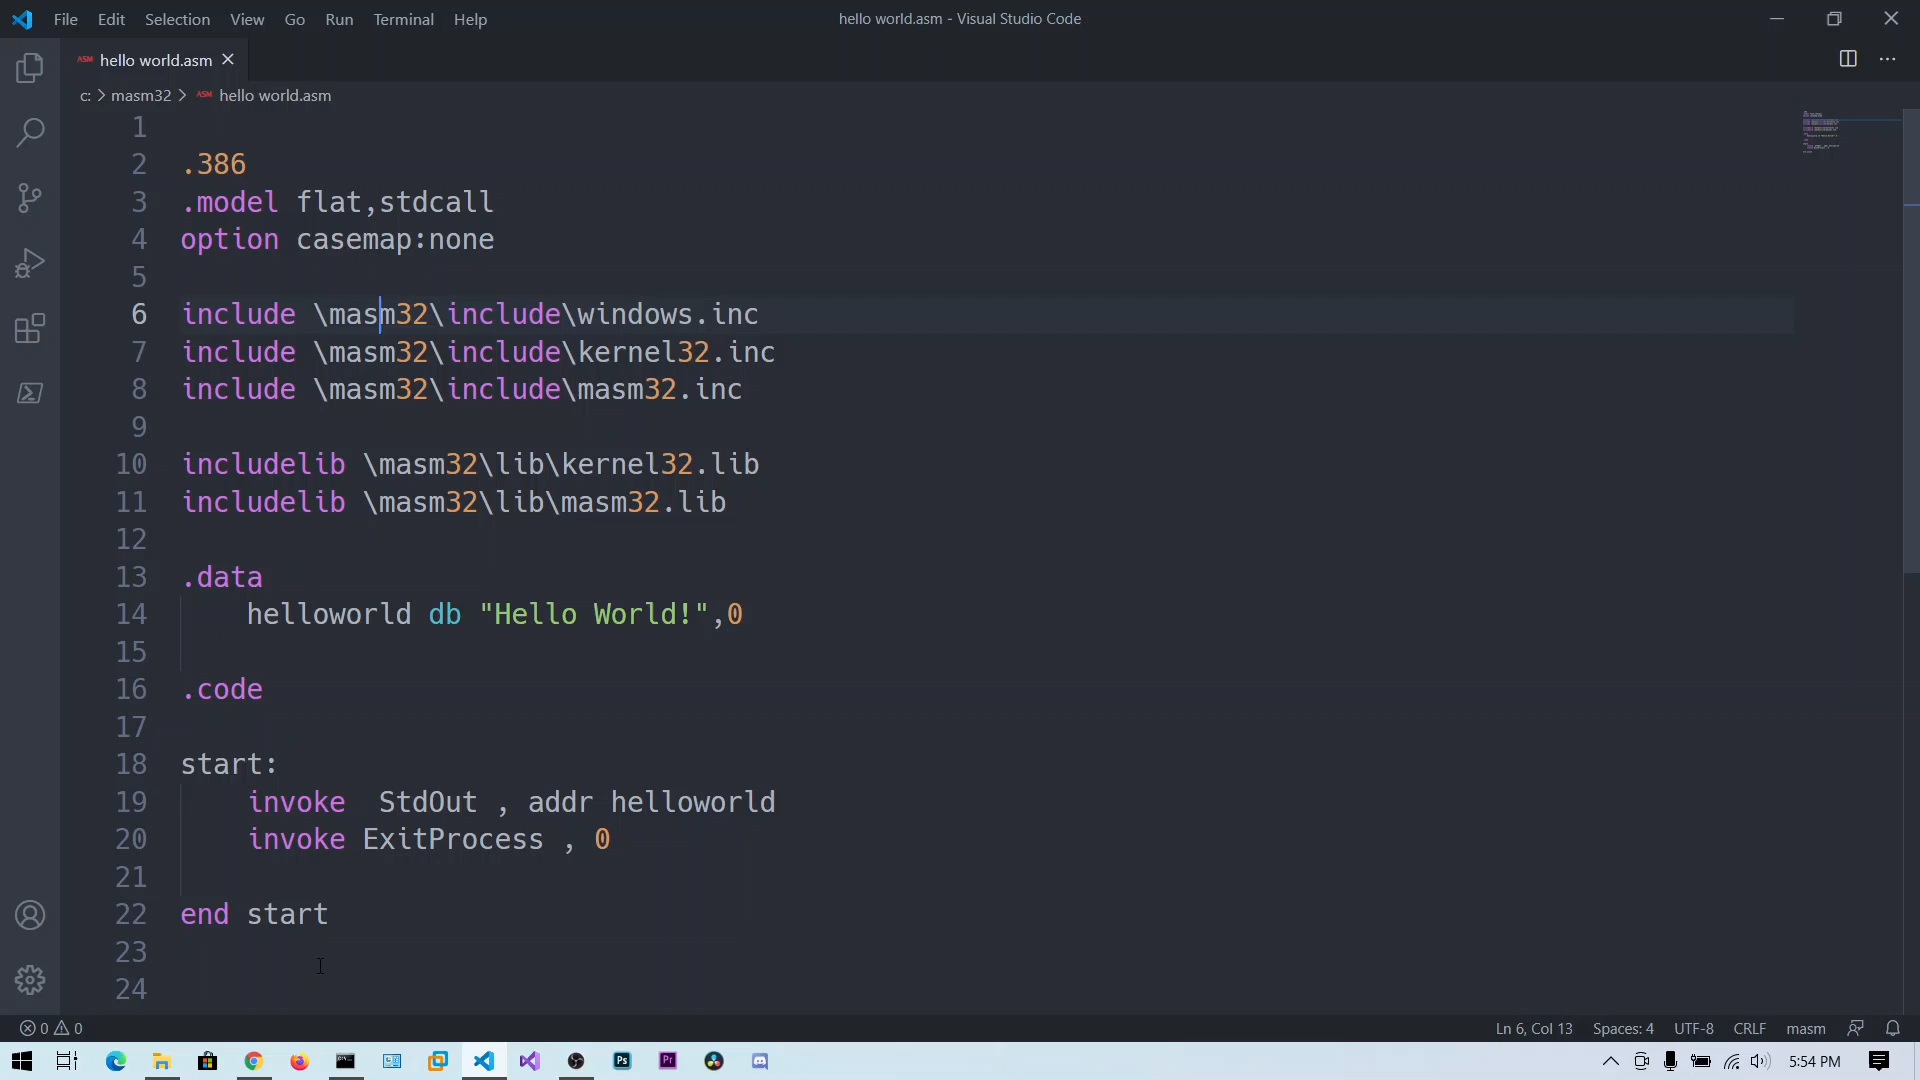 File Edit Selection View Go Run Terminal Help
hello world.asm - Visual Studio Code
ASM hello world.asm
c: > masm32 > ASM hello world.asm
1
2 .386
3 .model flat,stdcall
4 option casemap:none
5
6 include \masm32\include\windows.inc
7 include \masm32\include\kernel32.inc
8 include \masm32\include\masm32.inc
9
10 includelib \masm32\lib\kernel32.lib
11 includelib \masm32\lib\masm32.lib
12
13 .data
14 helloworld db "Hello World!",0
15
16 .code
17
18 start:
19 invoke  StdOut , addr helloworld
20 invoke ExitProcess , 0
21
22 end start
23
24
0 0
Ln 6, Col 13 Spaces: 4 UTF-8 CRLF masm
Ps Pr
5:54 PM